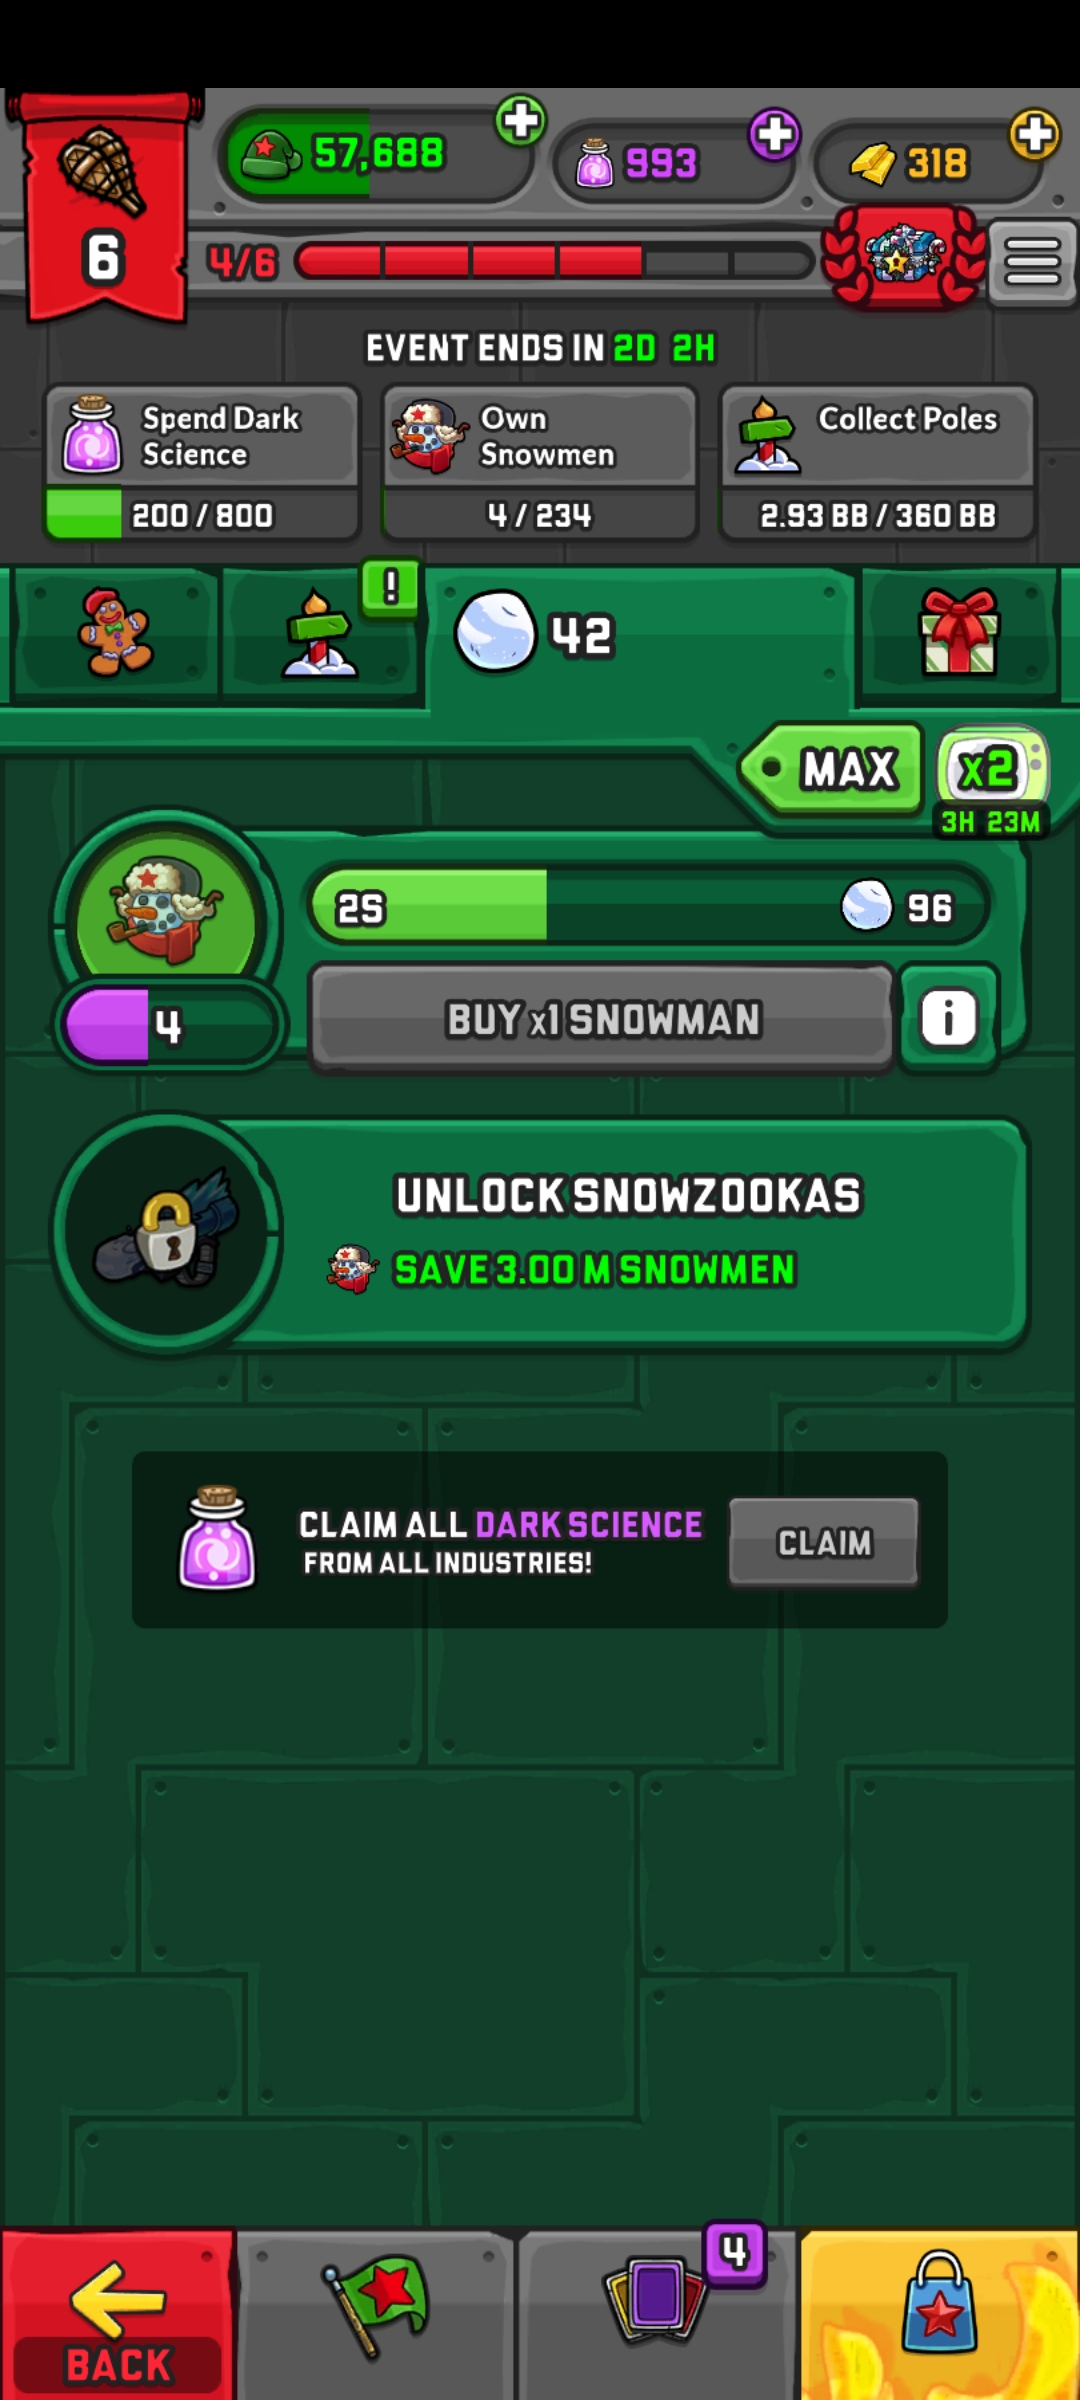 57,688
993
318
6
4/6
EVENT ENDS IN 2D 2H
Spend Dark
Science
200 / 800
Own
Snowmen
4 / 234
Collect Poles
2.93 BB / 360 BB
!
42
MAX
x2
3H 23M
25
96
4
BUY x1 SNOWMAN
i
UNLOCK SNOWZOOKAS
SAVE 3.00 M SNOWMEN
CLAIM ALL DARK SCIENCE
FROM ALL INDUSTRIES!
CLAIM
4
BACK